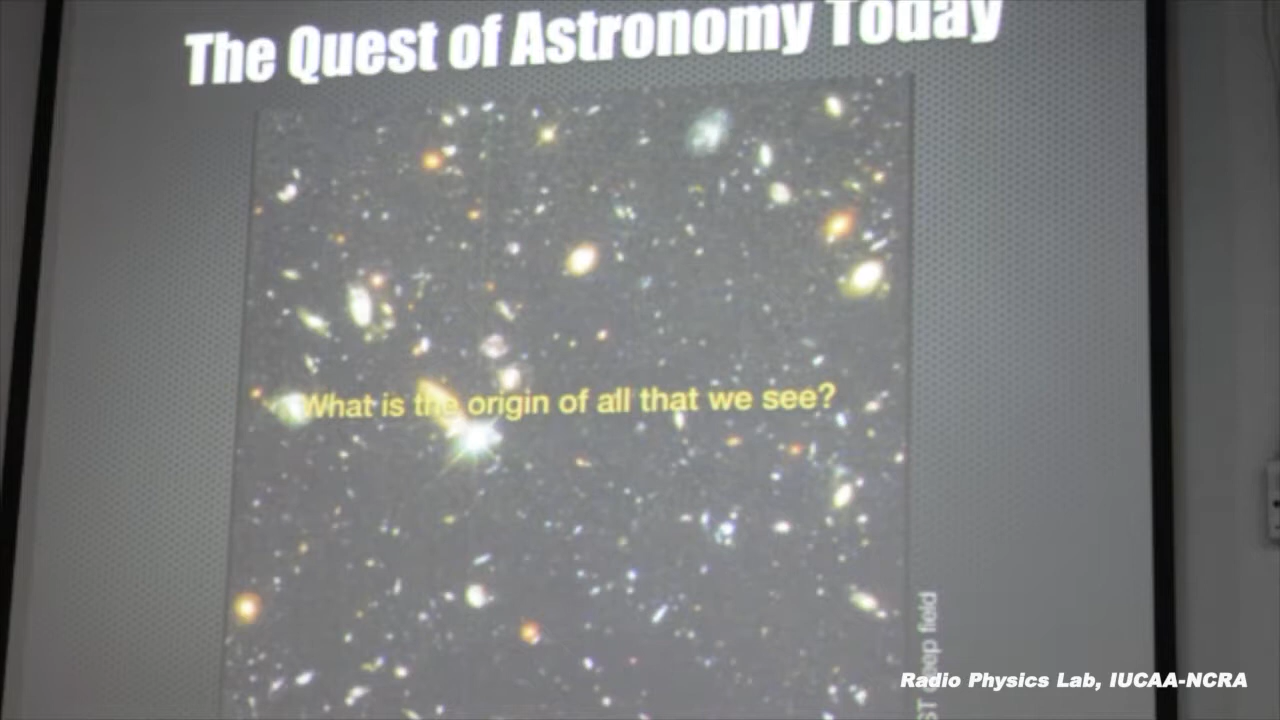 The Quest of Astronomy Today
What is the origin of all that we see?
field
Radio Physics Lab, IUCAA-NCRA